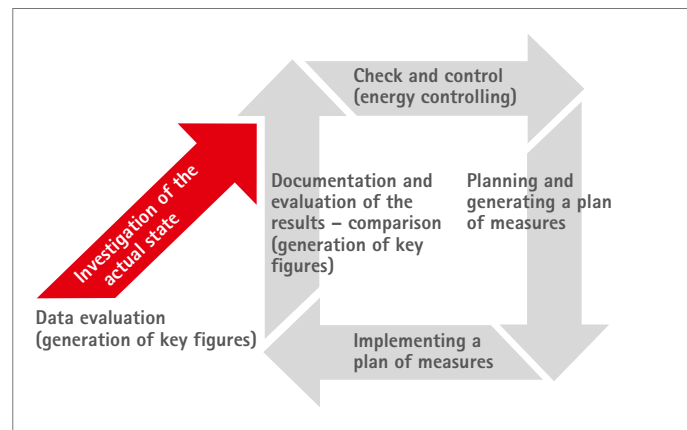 Check and control
(energy controlling)
Investigation of the
actual state
Documentation and
evaluation of the
results – comparison
(generation of key
figures)
Planning and
generating a plan
of measures
Data evaluation
(generation of key figures)
Implementing a
plan of measures